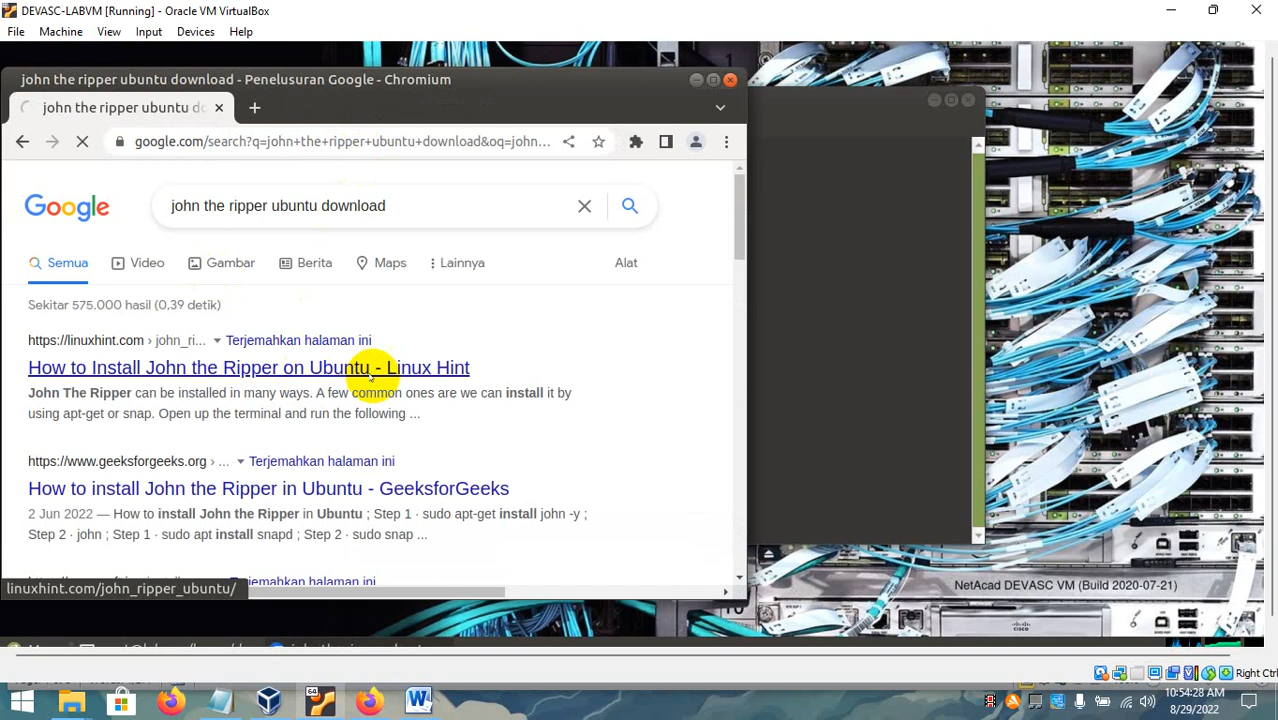 DEVASC-LABVM [Running] - Oracle VM VirtualBox
File Machine View Input Devices Help
john the ripper ubuntu download - Penelusuran Google - Chromium
john the ripper ubuntu do
google.com/search?q=john+the+ripper+ubuntu+download&oq=john...
Google
john the ripper ubuntu download
Semua Video Gambar Berita Maps Lainnya Alat
Sekitar 575.000 hasil (0,39 detik)
https://linuxhint.com › john_ri... Terjemahkan halaman ini
How to Install John the Ripper on Ubuntu - Linux Hint
John The Ripper can be installed in many ways. A few common ones are we can install it by
using apt-get or snap. Open up the terminal and run the following ...
https://www.geeksforgeeks.org › ... Terjemahkan halaman ini
How to install John the Ripper in Ubuntu - GeeksforGeeks
2 Jun 2022 — How to install John the Ripper in Ubuntu ; Step 1 · sudo apt-get install john -y ;
Step 2 · john ; Step 1 · sudo apt install snapd ; Step 2 · sudo snap ...
Terjemahkan halaman ini
linuxhint.com/john_ripper_ubuntu/
NetAcad DEVASC VM (Build 2020-07-21)
CISCO
Right Ctrl
64
10:54:28 AM
8/29/2022